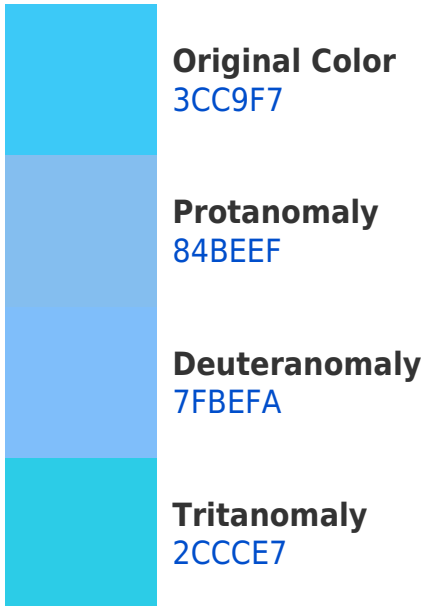 Original Color
3CC9F7
Protanomaly
84BEEF
Deuteranomaly
7FBEFA
Tritanomaly
2CCCE7